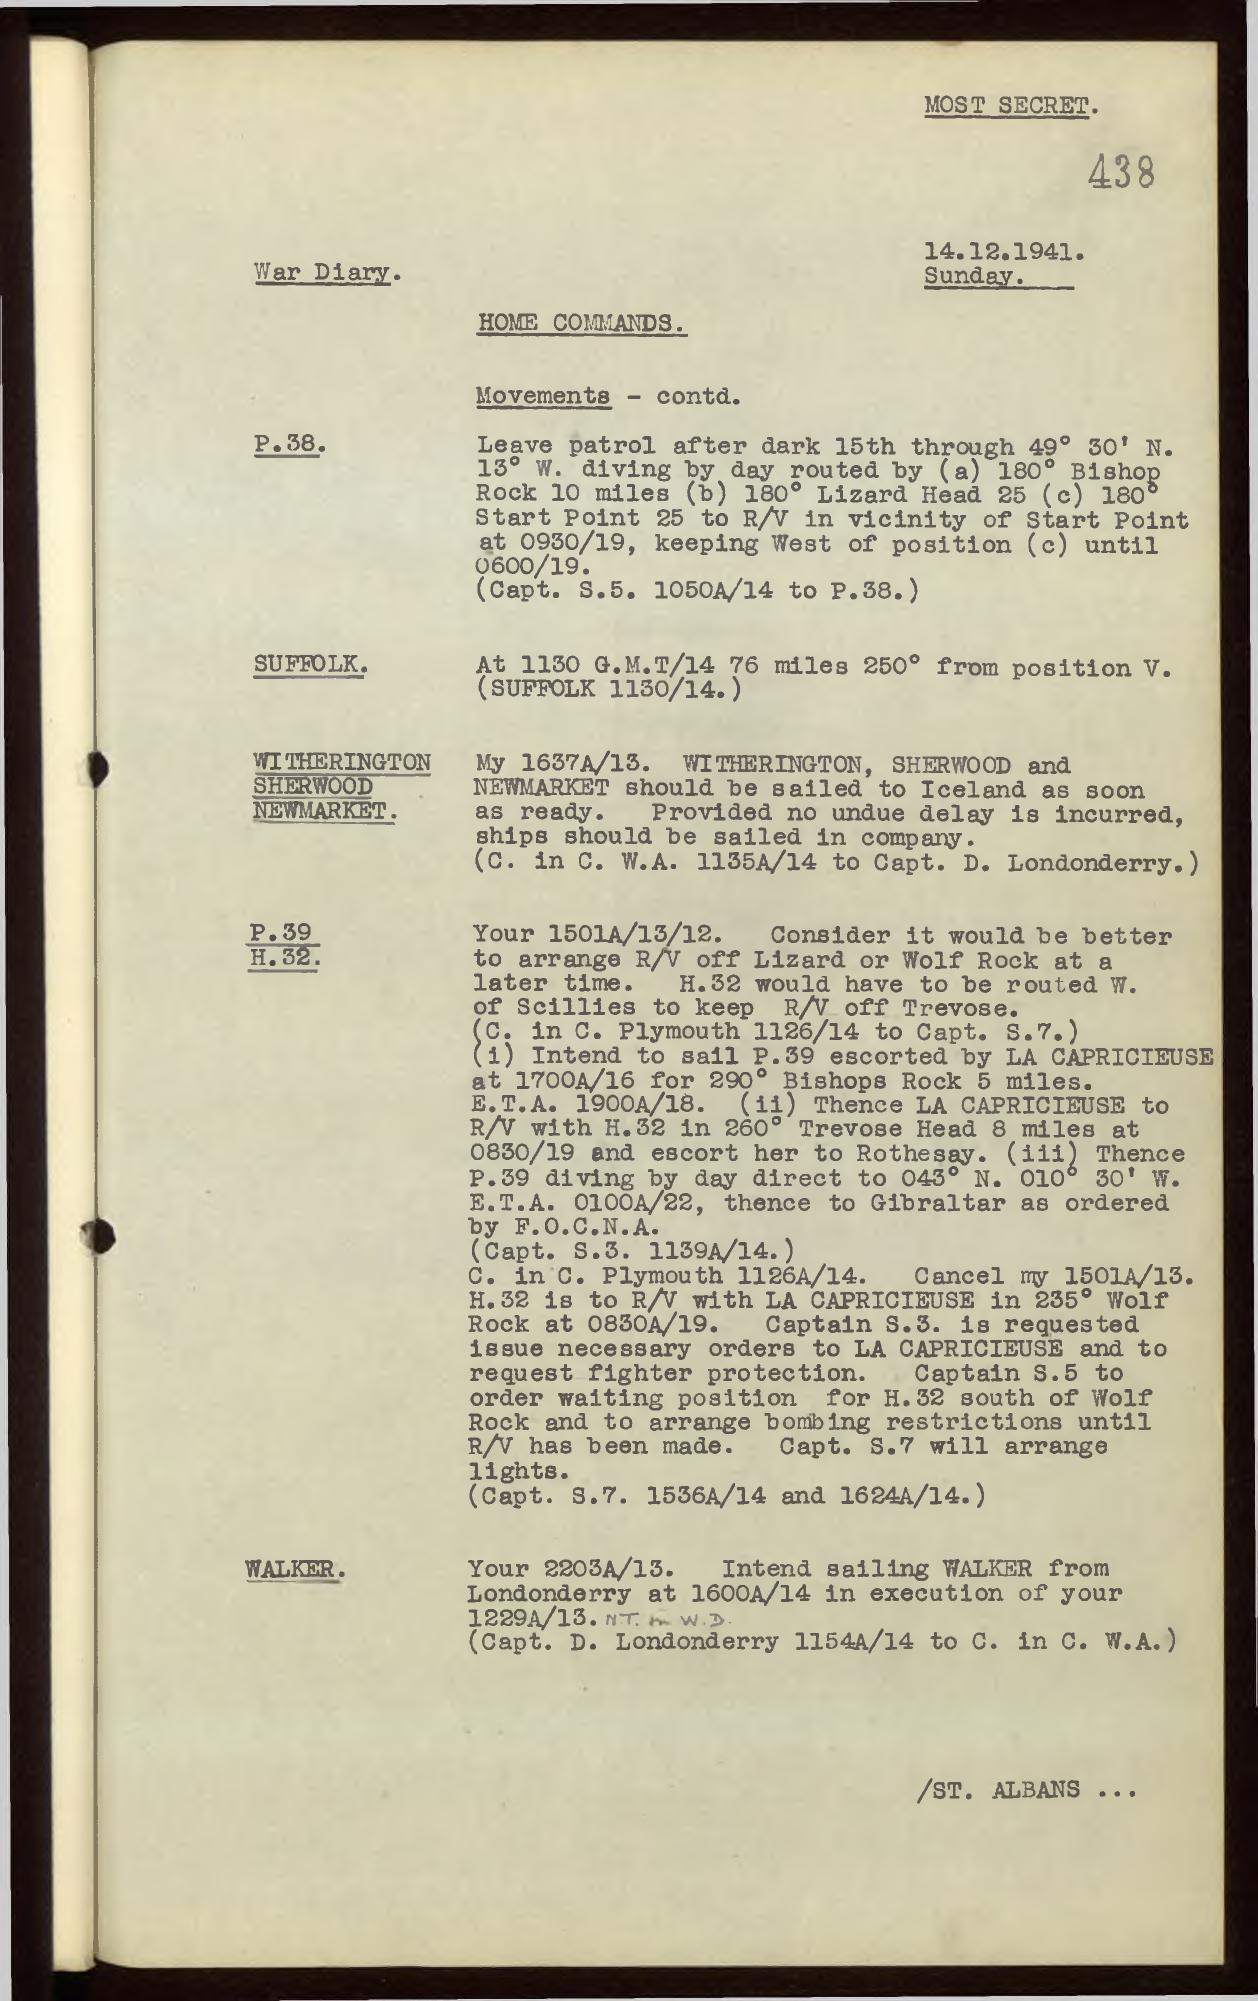 MOST SECRET.
438
14.12.1941.
War Diary.
Sunday.
HOME COMMANDS.
Movements - contd.
P.38.
Leave patrol after dark 15th through 49° 30' N.
13° W. diving by day routed by (a) 180° Bishop
Rock 10 miles (b) 180° Lizard Head 25 (c) 180°
Start Point 25 to R/V in vicinity of Start Point
at 0930/19, keeping West of position (c) until
0600/19.
(Capt. S.5. 1050A/14 to P.38.)
SUFFOLK.
At 1130 G.M.T/14 76 miles 250° from position V.
(SUFFOLK 1130/14.)
WITHERINGTON
SHERWOOD
NEWMARKET.
My 1637A/13. WITHERINGTON, SHERWOOD and
NEWMARKET should be sailed to Iceland as soon
as ready. Provided no undue delay is incurred,
ships should be sailed in company.
(C. in C. W.A. 1135A/14 to Capt. D. Londonderry.)
P.39
H.32.
Your 1501A/13/12. Consider it would be better
to arrange R/V off Lizard or Wolf Rock at a
later time. H.32 would have to be routed W.
of Scillies to keep R/V off Trevose.
(C. in C. Plymouth 1126/14 to Capt. S.7.)
(i) Intend to sail P.39 escorted by LA CAPRICIEUSE
at 1700A/16 for 290° Bishops Rock 5 miles.
E.T.A. 1900A/18. (ii) Thence LA CAPRICIEUSE to
R/V with H.32 in 260° Trevose Head 8 miles at
0830/19 and escort her to Rothesay. (iii) Thence
P.39 diving by day direct to 043° N. 010° 30' W.
E.T.A. 0100A/22, thence to Gibraltar as ordered
by F.O.C.N.A.
(Capt. S.3. 1139A/14.)
C. in C. Plymouth 1126A/14. Cancel my 1501A/13.
H.32 is to R/V with LA CAPRICIEUSE in 235° Wolf
Rock at 0830A/19. Captain S.3. is requested
issue necessary orders to LA CAPRICIEUSE and to
request fighter protection. Captain S.5 to
order waiting position for H.32 south of Wolf
Rock and to arrange bombing restrictions until
R/V has been made. Capt. S.7 will arrange
lights.
(Capt. S.7. 1536A/14 and 1624A/14.)
WALKER.
Your 2203A/13. Intend sailing WALKER from
Londonderry at 1600A/14 in execution of your
1229A/13. NT. in W.D.
(Capt. D. Londonderry 1154A/14 to C. in C. W.A.)
/ST. ALBANS ...